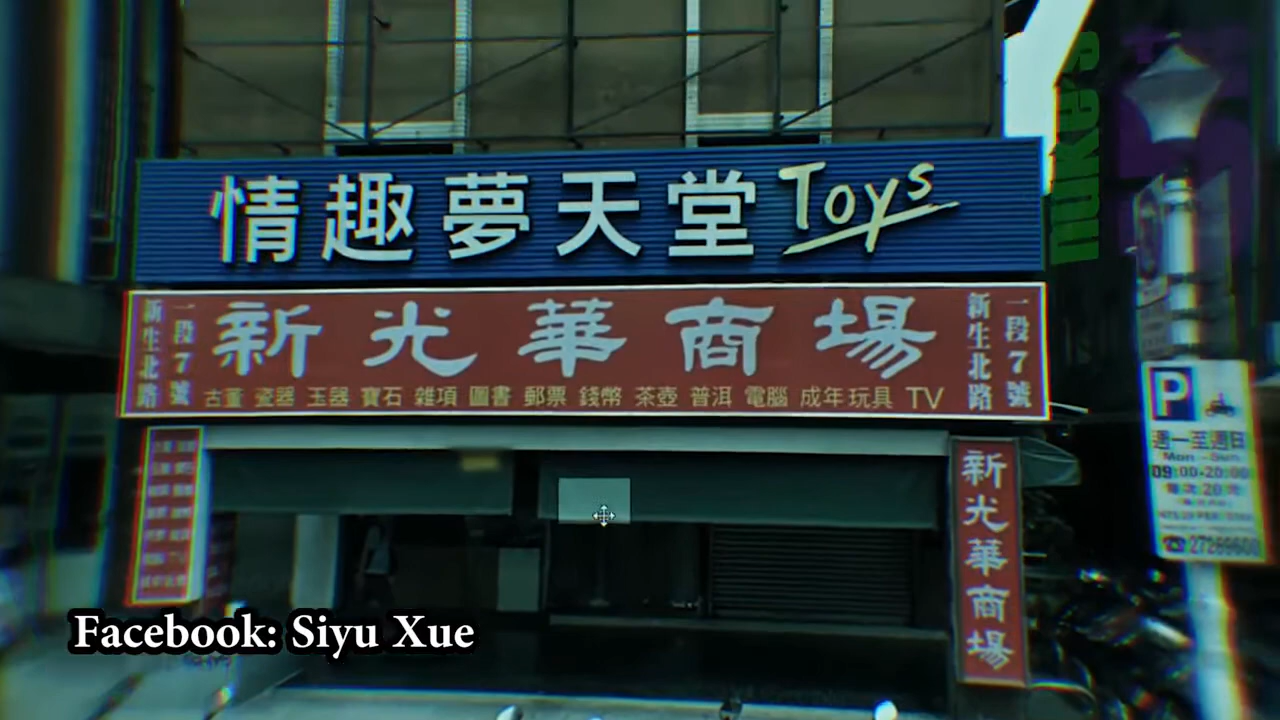 情趣夢天堂 Toys
新生北路
一段7號
新光華商場
古董 瓷器 玉器 寶石 雜項 圖書 郵票 錢幣 茶壺 普洱 電腦 成年玩具 TV
新生北路
一段7號
新光華商場
nuke's
P
週一至週日
Mon - Sun
09:00-20:00
27269600
Facebook: Siyu Xue